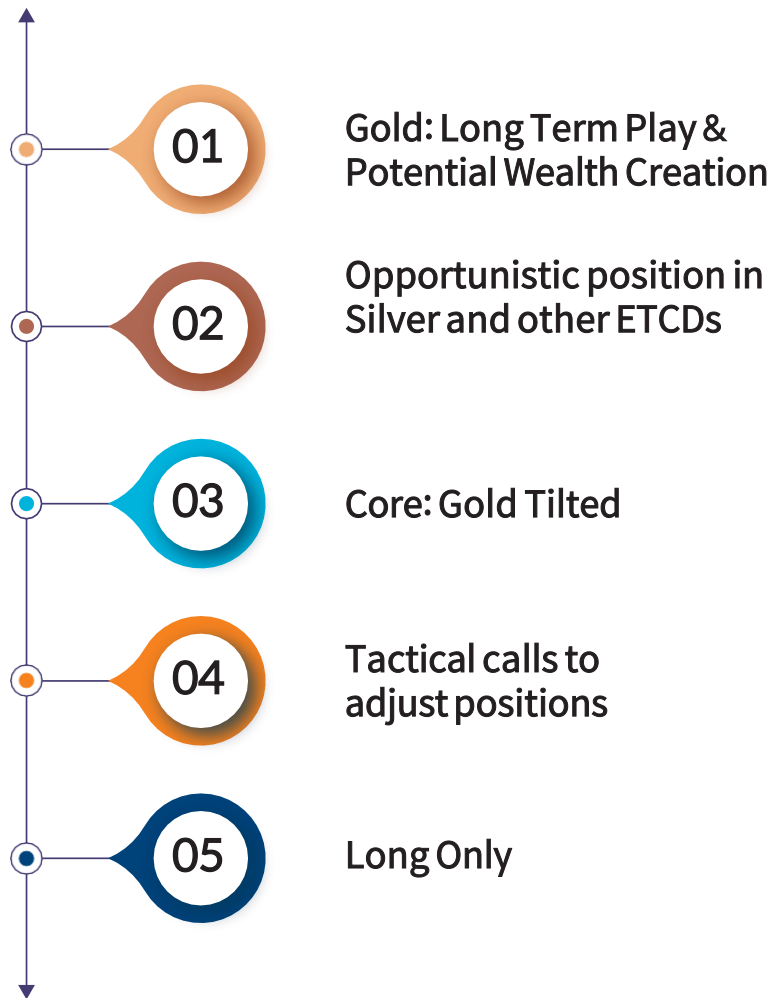 01
Gold: Long Term Play &
Potential Wealth Creation
02
Opportunistic position in
Silver and other ETCDs
03
Core: Gold Tilted
04
Tactical calls to
adjust positions
05
Long Only